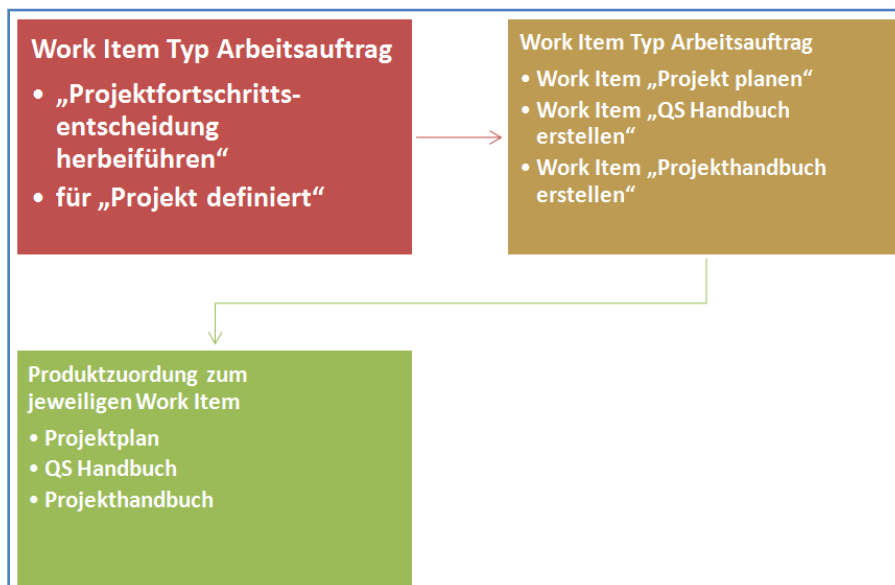 Work Item Typ Arbeitsauftrag
• „Projektfortschritts-
entscheidung
herbeiführen“
• für „Projekt definiert“
Work Item Typ Arbeitsauftrag
• Work Item „Projekt planen“
• Work Item „QS Handbuch
erstellen“
• Work Item „Projekthandbuch
erstellen“
Produktzuordung zum
jeweiligen Work Item
• Projektplan
• QS Handbuch
• Projekthandbuch